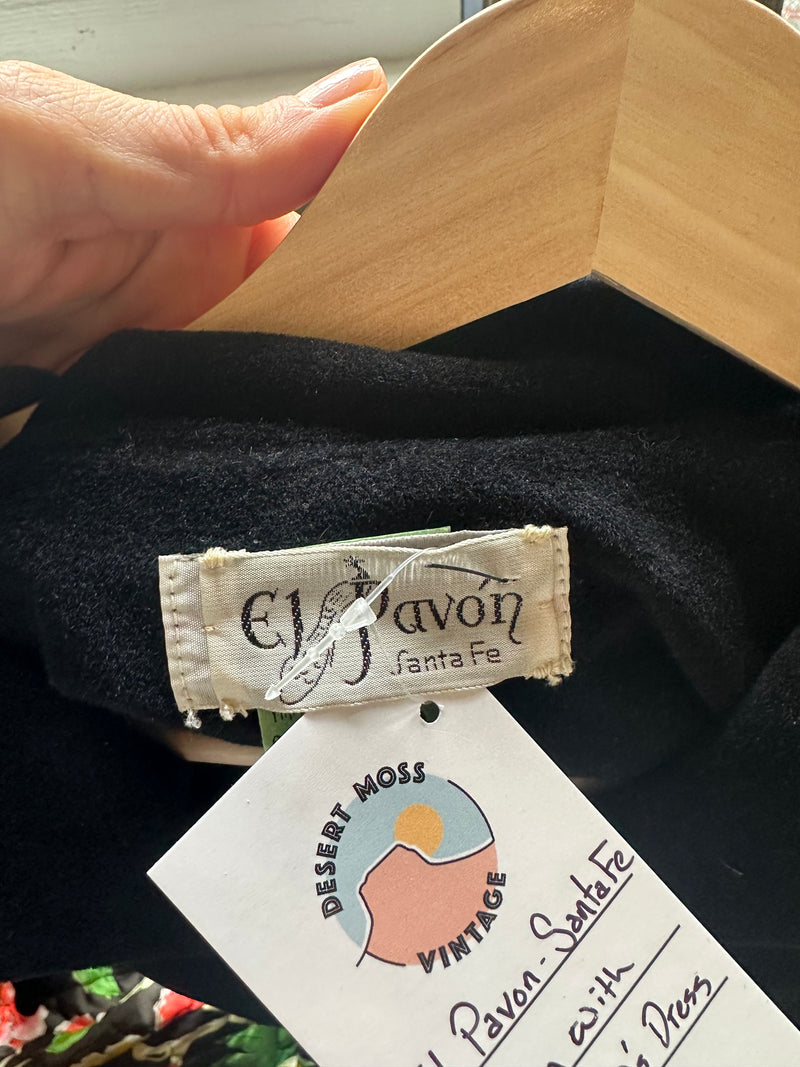 El Pavón
Santa Fe
DESERT MOSS
VINTAGE
Pavon - Santa Fe
with
Dress